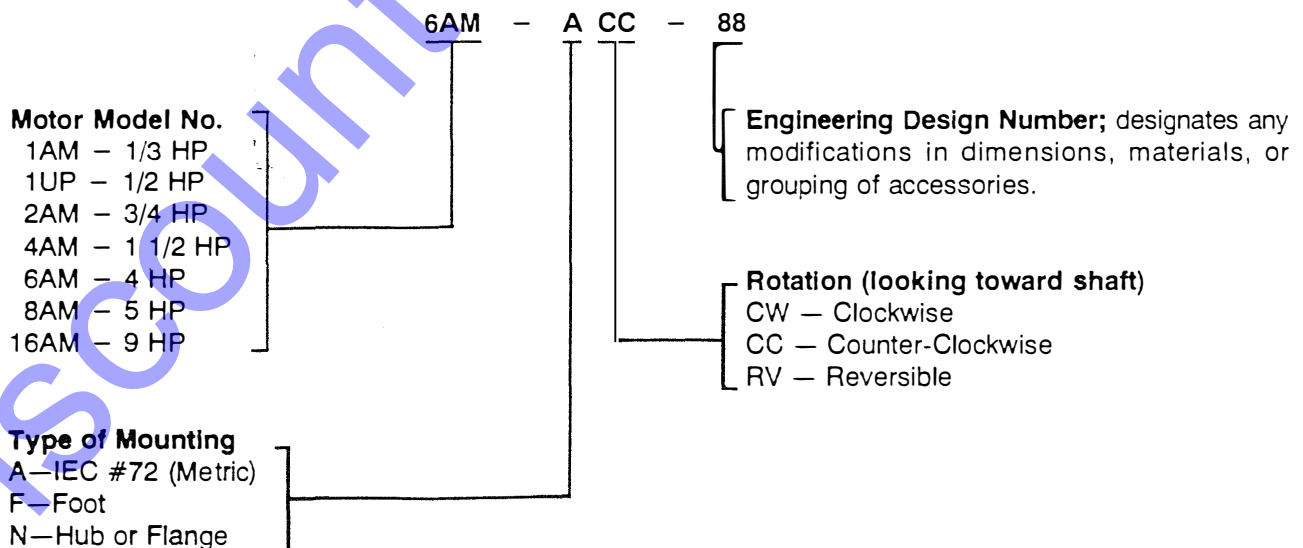 6AM – A CC – 88
Motor Model No.
1AM – 1/3 HP
1UP – 1/2 HP
2AM – 3/4 HP
4AM – 1 1/2 HP
6AM – 4 HP
8AM – 5 HP
16AM – 9 HP
Engineering Design Number; designates any
modifications in dimensions, materials, or
grouping of accessories.
Rotation (looking toward shaft)
CW — Clockwise
CC — Counter-Clockwise
RV — Reversible
Type of Mounting
A—IEC #72 (Metric)
F—Foot
N—Hub or Flange
iscount